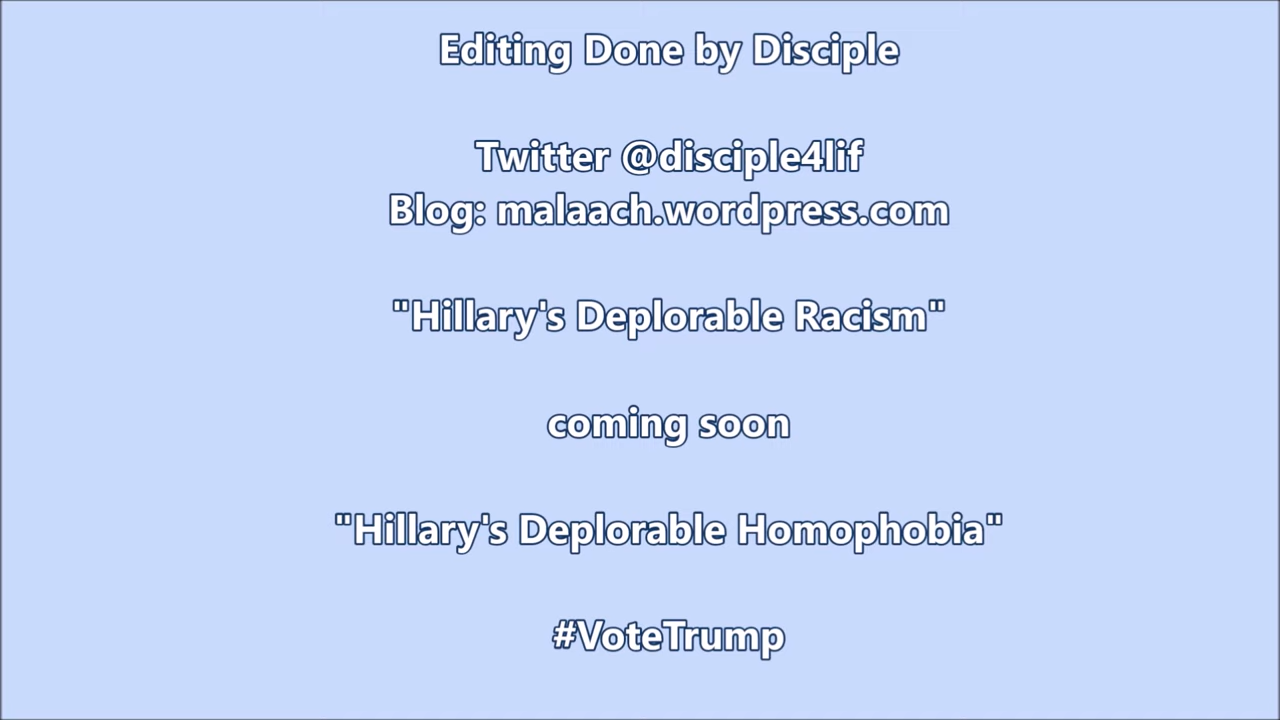 Editing Done by Disciple
Twitter @disciple4lif
Blog: malaach.wordpress.com
"Hillary's Deplorable Racism"
coming soon
"Hillary's Deplorable Homophobia"
#VoteTrump